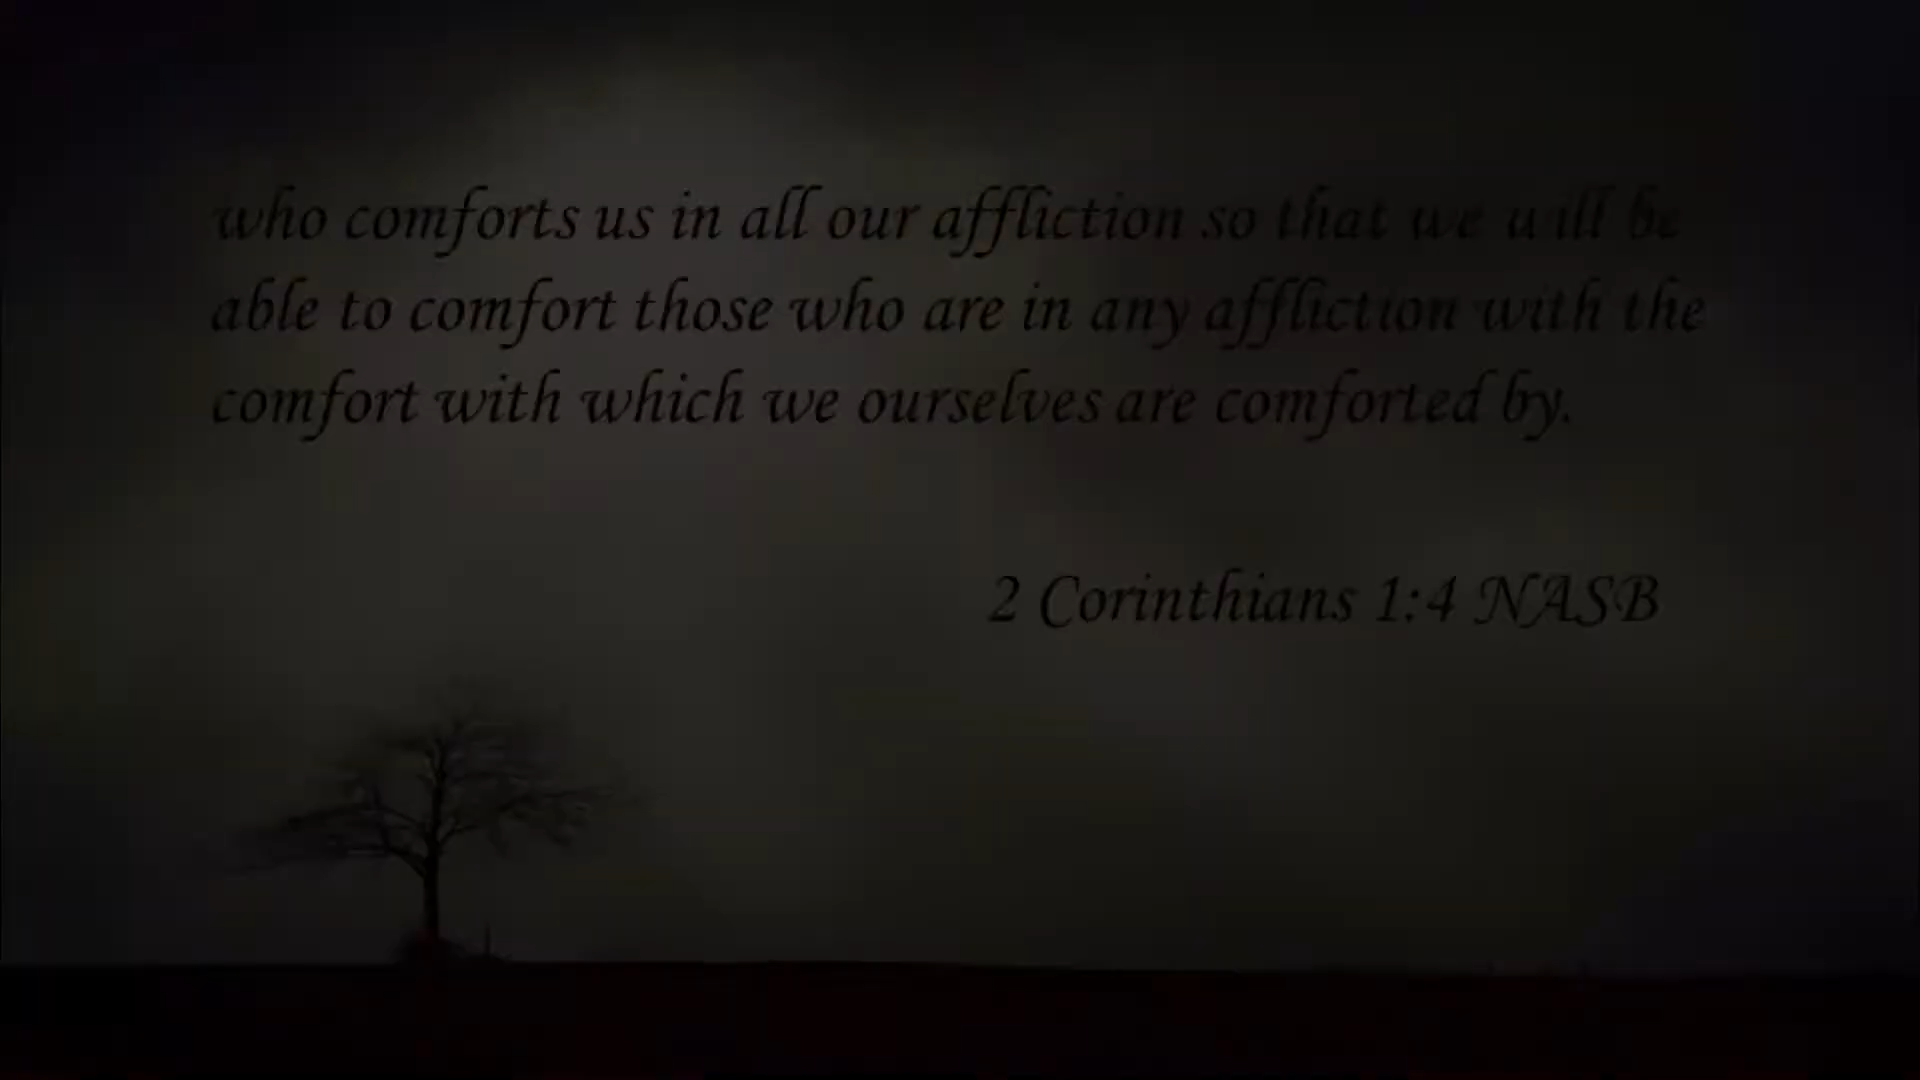 who comforts us in all our affliction so that we will be
able to comfort those who are in any affliction with the
comfort with which we ourselves are comforted by.
2 Corinthians 1:4 NASB